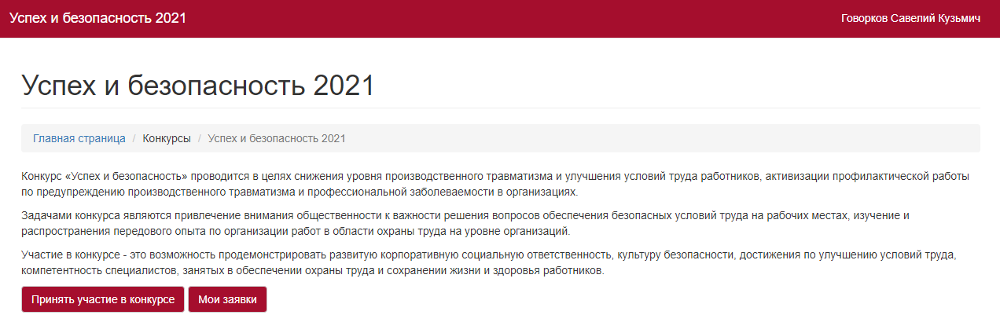 Успех и безопасность 2021
Говорков Савелий Кузьмич
Успех и безопасность 2021
Главная страница / Конкурсы / Успех и безопасность 2021
Конкурс «Успех и безопасность» проводится в целях снижения уровня производственного травматизма и улучшения условий труда работников, активизации профилактической работы
по предупреждению производственного травматизма и профессиональной заболеваемости в организациях.
Задачами конкурса являются привлечение внимания общественности к важности решения вопросов обеспечения безопасных условий труда на рабочих местах, изучение и
распространения передового опыта по организации работ в области охраны труда на уровне организаций.
Участие в конкурсе - это возможность продемонстрировать развитую корпоративную социальную ответственность, культуру безопасности, достижения по улучшению условий труда,
компетентность специалистов, занятых в обеспечении охраны труда и сохранении жизни и здоровья работников.
Принять участие в конкурсе Мои заявки